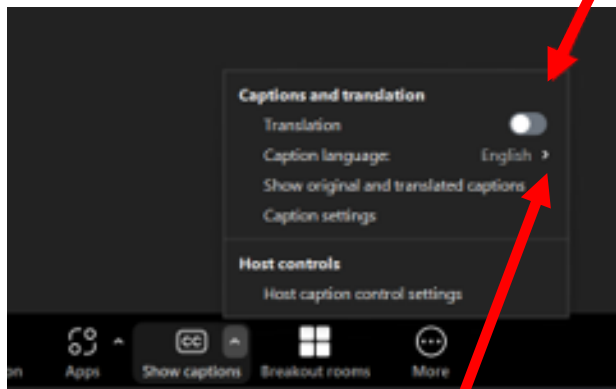 Captions and translation
Translation
Caption language: English >
Show original and translated captions
Caption settings
Host controls
Host caption control settings
on Apps Show captions Breakout rooms More